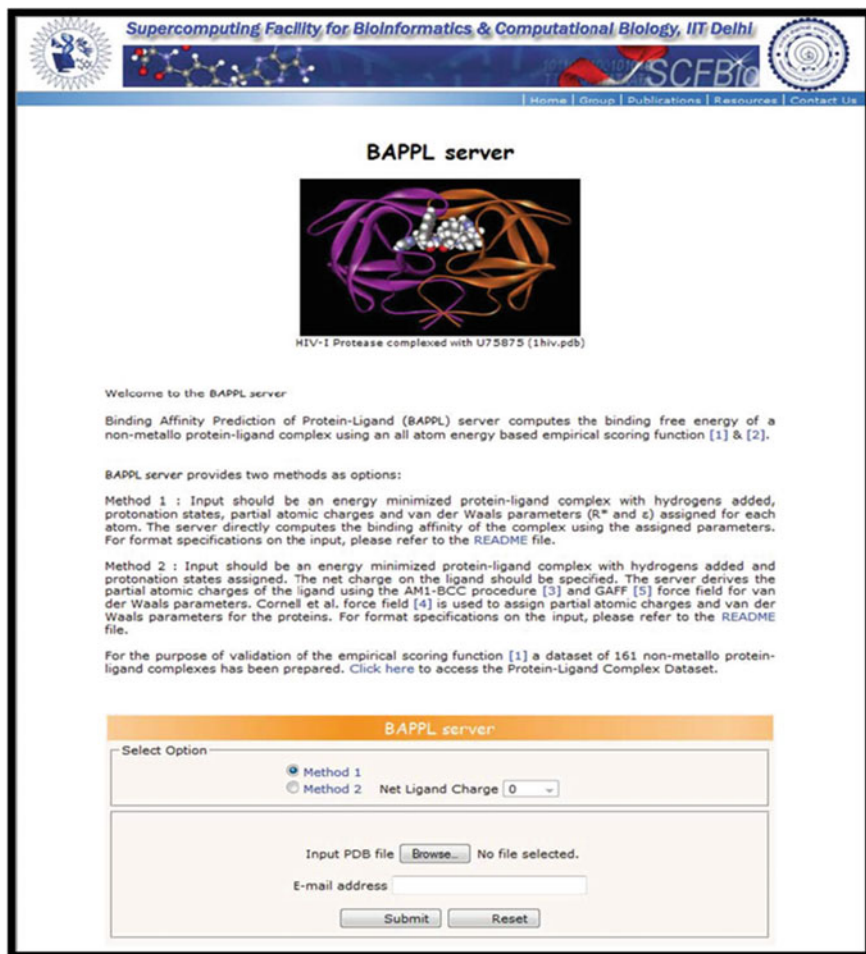 Supercomputing Facility for Bioinformatics & Computational Biology, IIT Delhi
SCFBio
| Home | Group | Publications | Resources | Contact Us
BAPPL server
HIV-I Protease complexed with U75875 (1hiv.pdb)
Welcome to the BAPPL server
Binding Affinity Prediction of Protein-Ligand (BAPPL) server computes the binding free energy of a
non-metallo protein-ligand complex using an all atom energy based empirical scoring function [1] & [2].
BAPPL server provides two methods as options:
Method 1 : Input should be an energy minimized protein-ligand complex with hydrogens added,
protonation states, partial atomic charges and van der Waals parameters (R* and ε) assigned for each
atom. The server directly computes the binding affinity of the complex using the assigned parameters.
For format specifications on the input, please refer to the README file.
Method 2 : Input should be an energy minimized protein-ligand complex with hydrogens added and
protonation states assigned. The net charge on the ligand should be specified. The server derives the
partial atomic charges of the ligand using the AM1-BCC procedure [3] and GAFF [5] force field for van
der Waals parameters. Cornell et al. force field [4] is used to assign partial atomic charges and van der
Waals parameters for the proteins. For format specifications on the input, please refer to the README
file.
For the purpose of validation of the empirical scoring function [1] a dataset of 161 non-metallo protein-
ligand complexes has been prepared. Click here to access the Protein-Ligand Complex Dataset.
BAPPL server
Select Option
Method 1
Method 2 Net Ligand Charge 0
Input PDB file Browse... No file selected.
E-mail address
Submit Reset